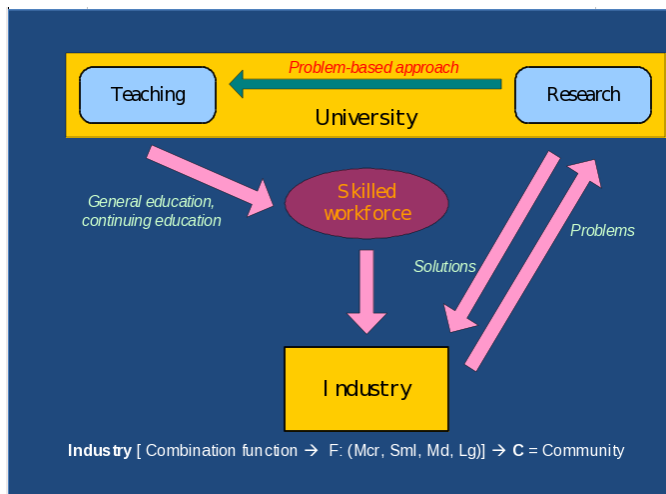 Problem-based approach
Teaching
Research
University
General education,
continuing education
Skilled
workforce
Solutions
Problems
Industry
Industry [ Combination function → F: (Mcr, Sml, Md, Lg)] → C = Community